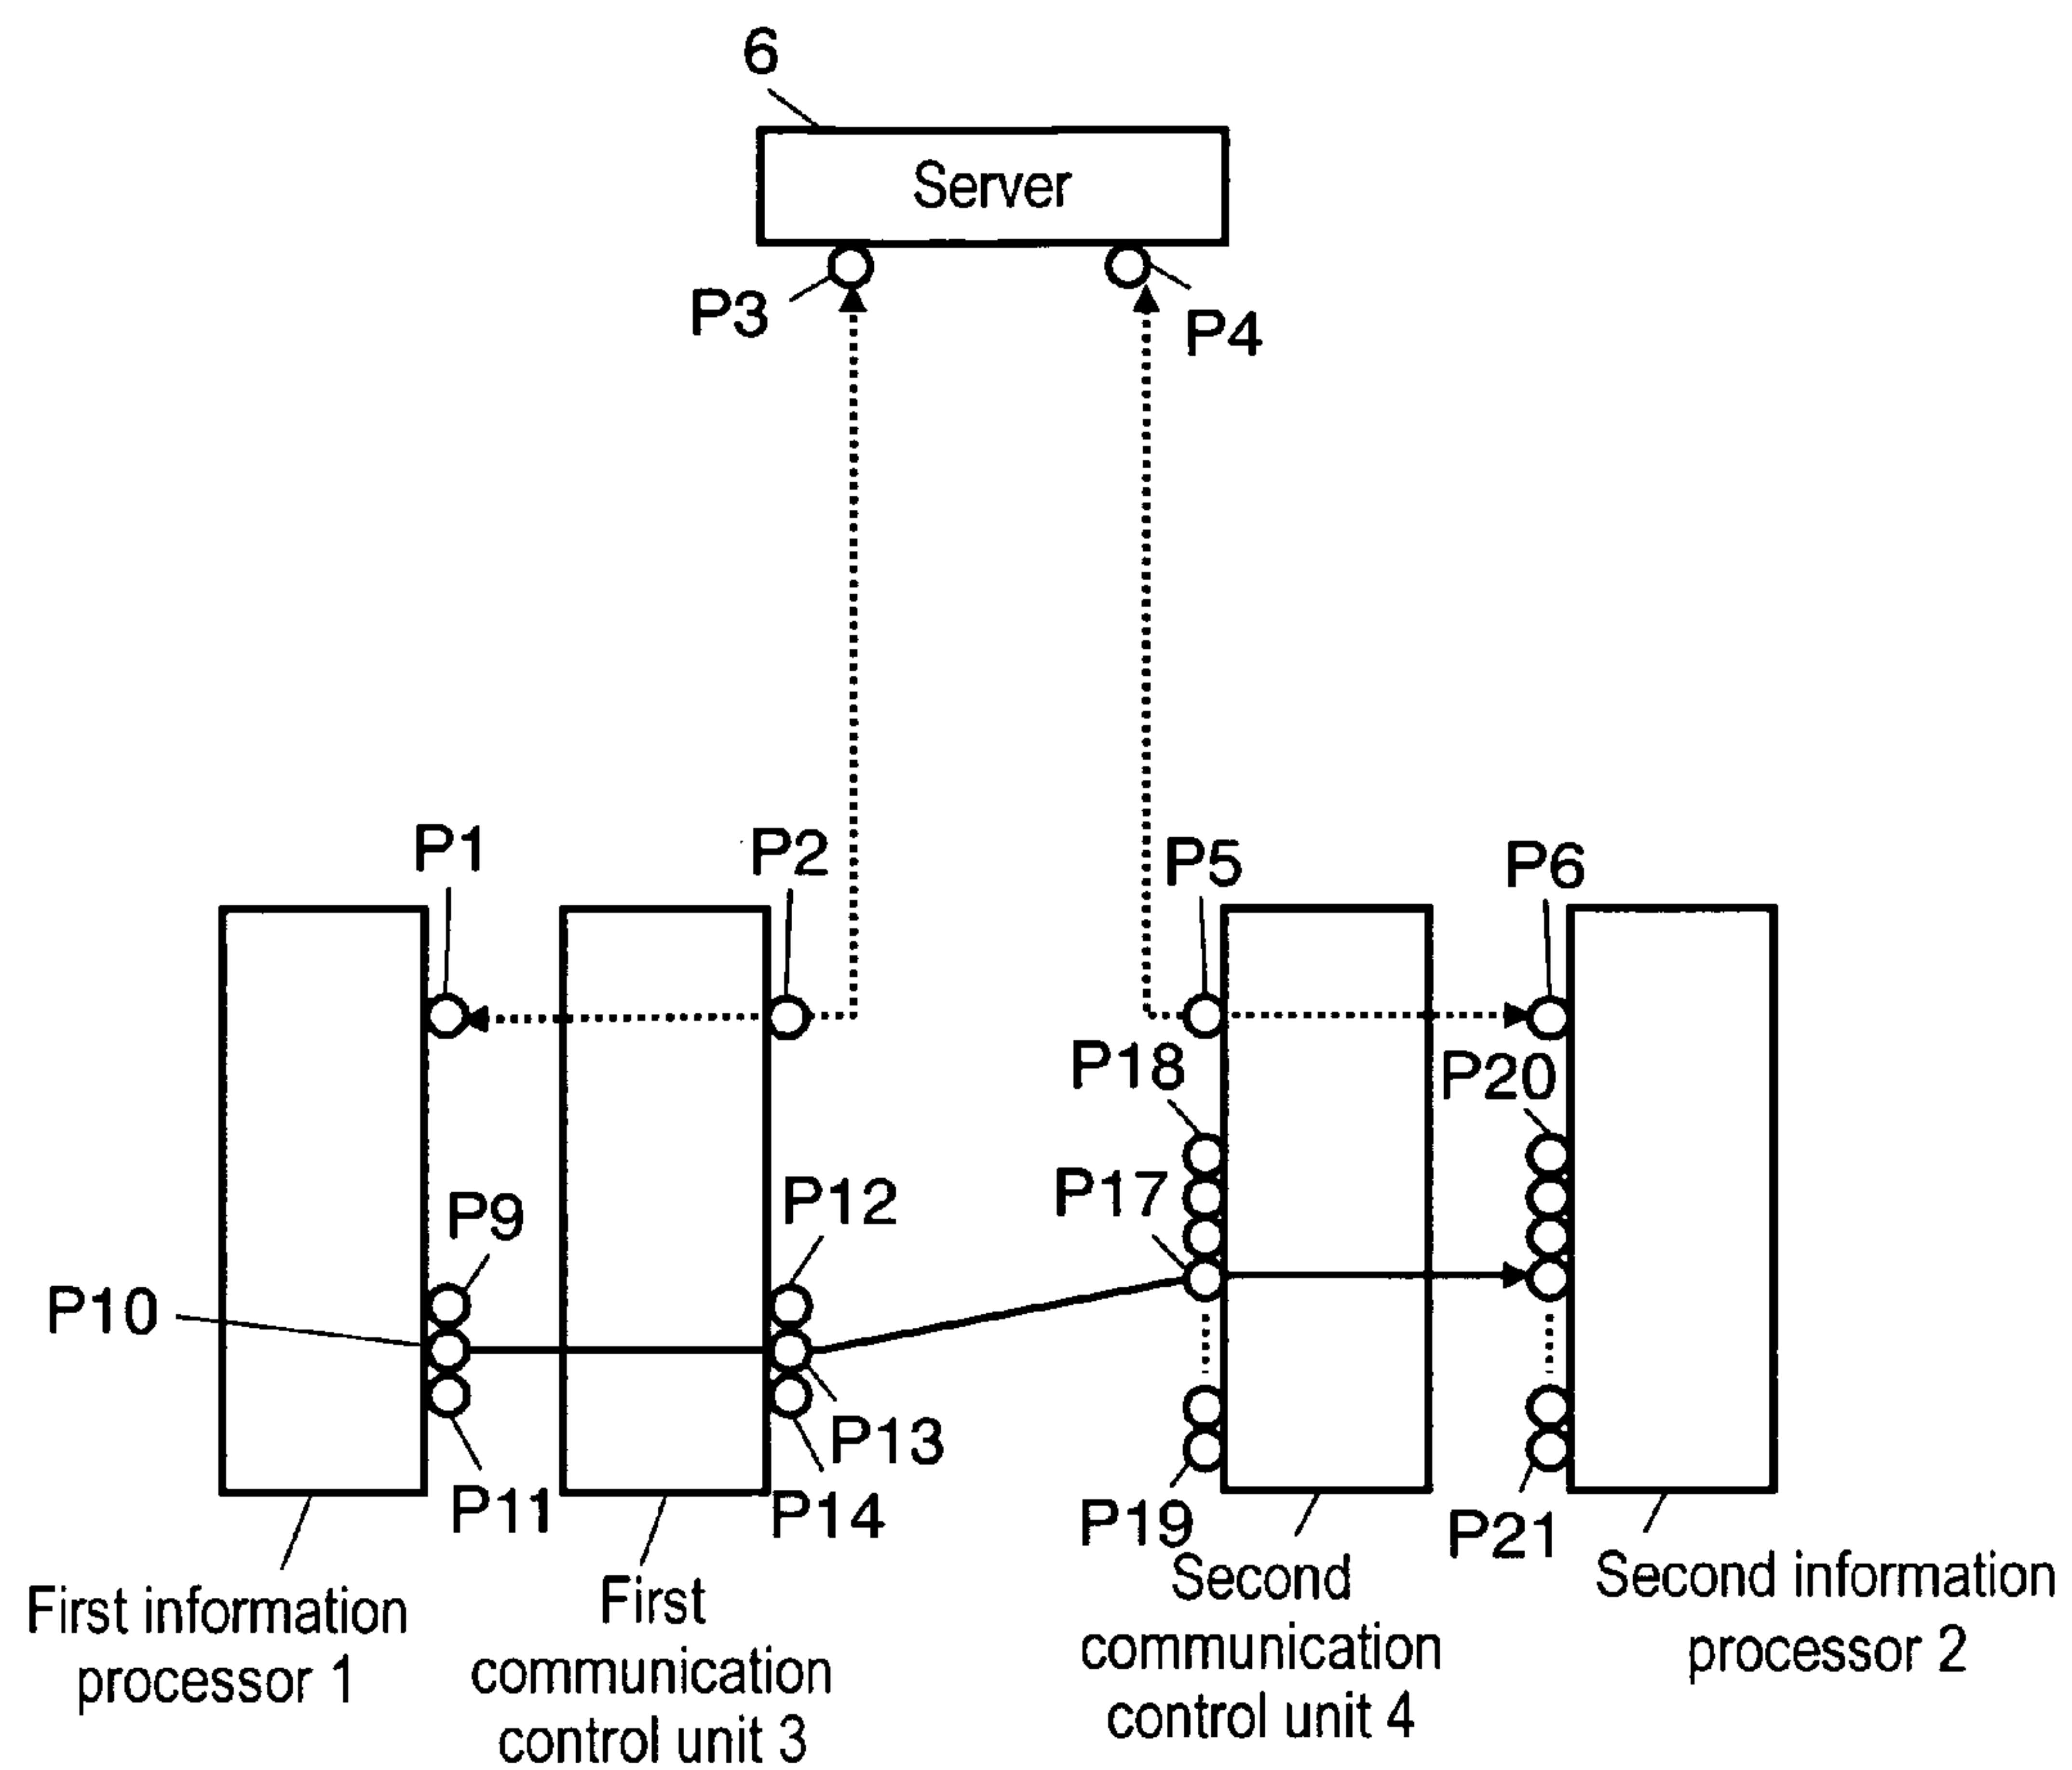 6
Server
P3
P4
P1
P2
P5
P6
P18
P20
P17
P12
P9
P10
P13
P11
P14
P19
P21
First information
processor 1
First
communication
control unit 3
Second
communication
control unit 4
Second information
processor 2